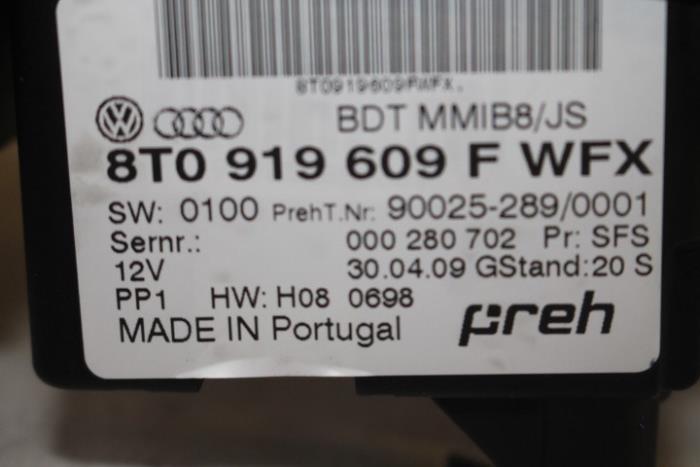 8T0919609FWFX.
BDT MMIB8/JS
8T0 919 609 F WFX
SW: 0100 PrehT.Nr: 90025-289/0001
Sernr.: 000 280 702 Pr: SFS
12V 30.04.09 GStand:20 S
PP1 HW: H08 0698
MADE IN Portugal preh